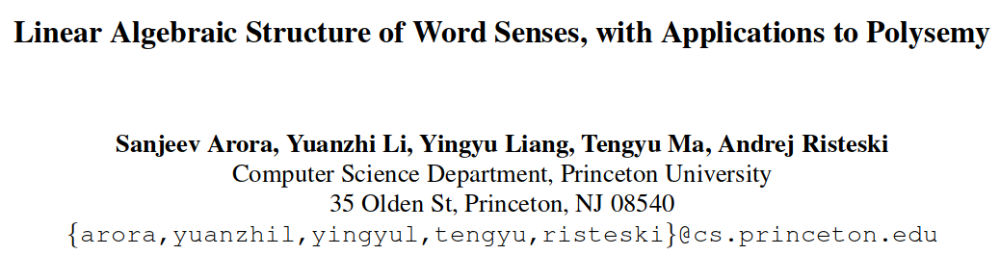 Linear Algebraic Structure of Word Senses, with Applications to Polysemy
Sanjeev Arora, Yuanzhi Li, Yingyu Liang, Tengyu Ma, Andrej Risteski
Computer Science Department, Princeton University
35 Olden St, Princeton, NJ 08540
{arora,yuanzhil,yingyul,tengyu,risteski}@cs.princeton.edu